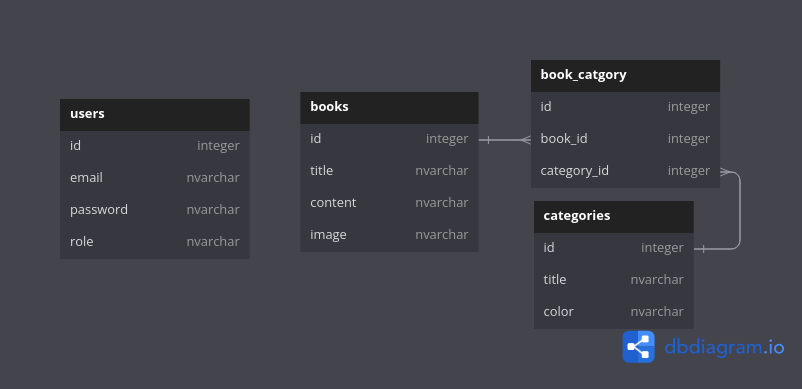 users
id integer
email nvarchar
password nvarchar
role nvarchar
books
id integer
title nvarchar
content nvarchar
image nvarchar
book_catgory
id integer
book_id integer
category_id integer
categories
id integer
title nvarchar
color nvarchar
dbdiagram.io